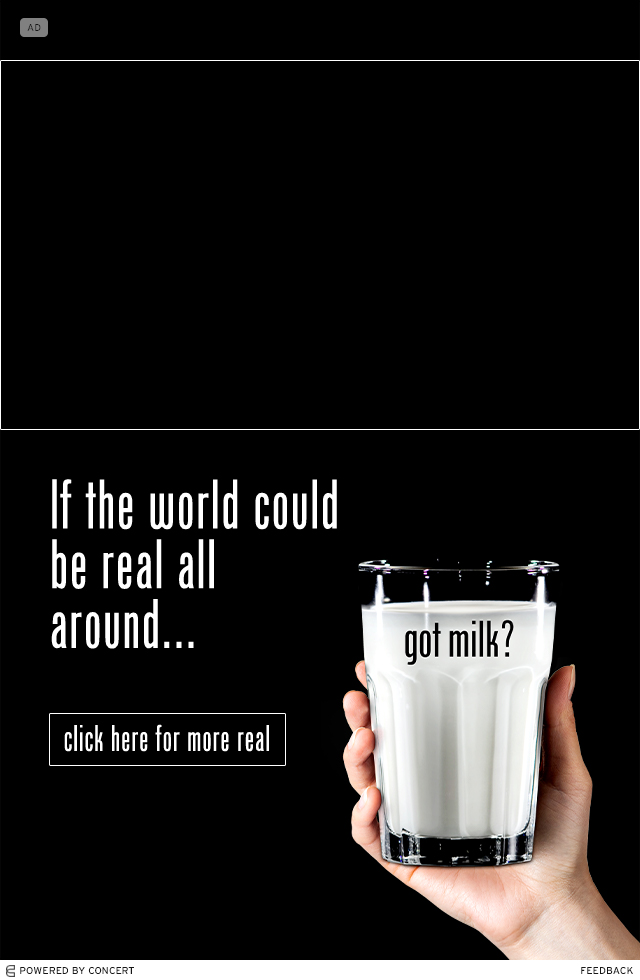 AD
If the world could
be real all
around...
got milk?
click here for more real
POWERED BY CONCERT
FEEDBACK